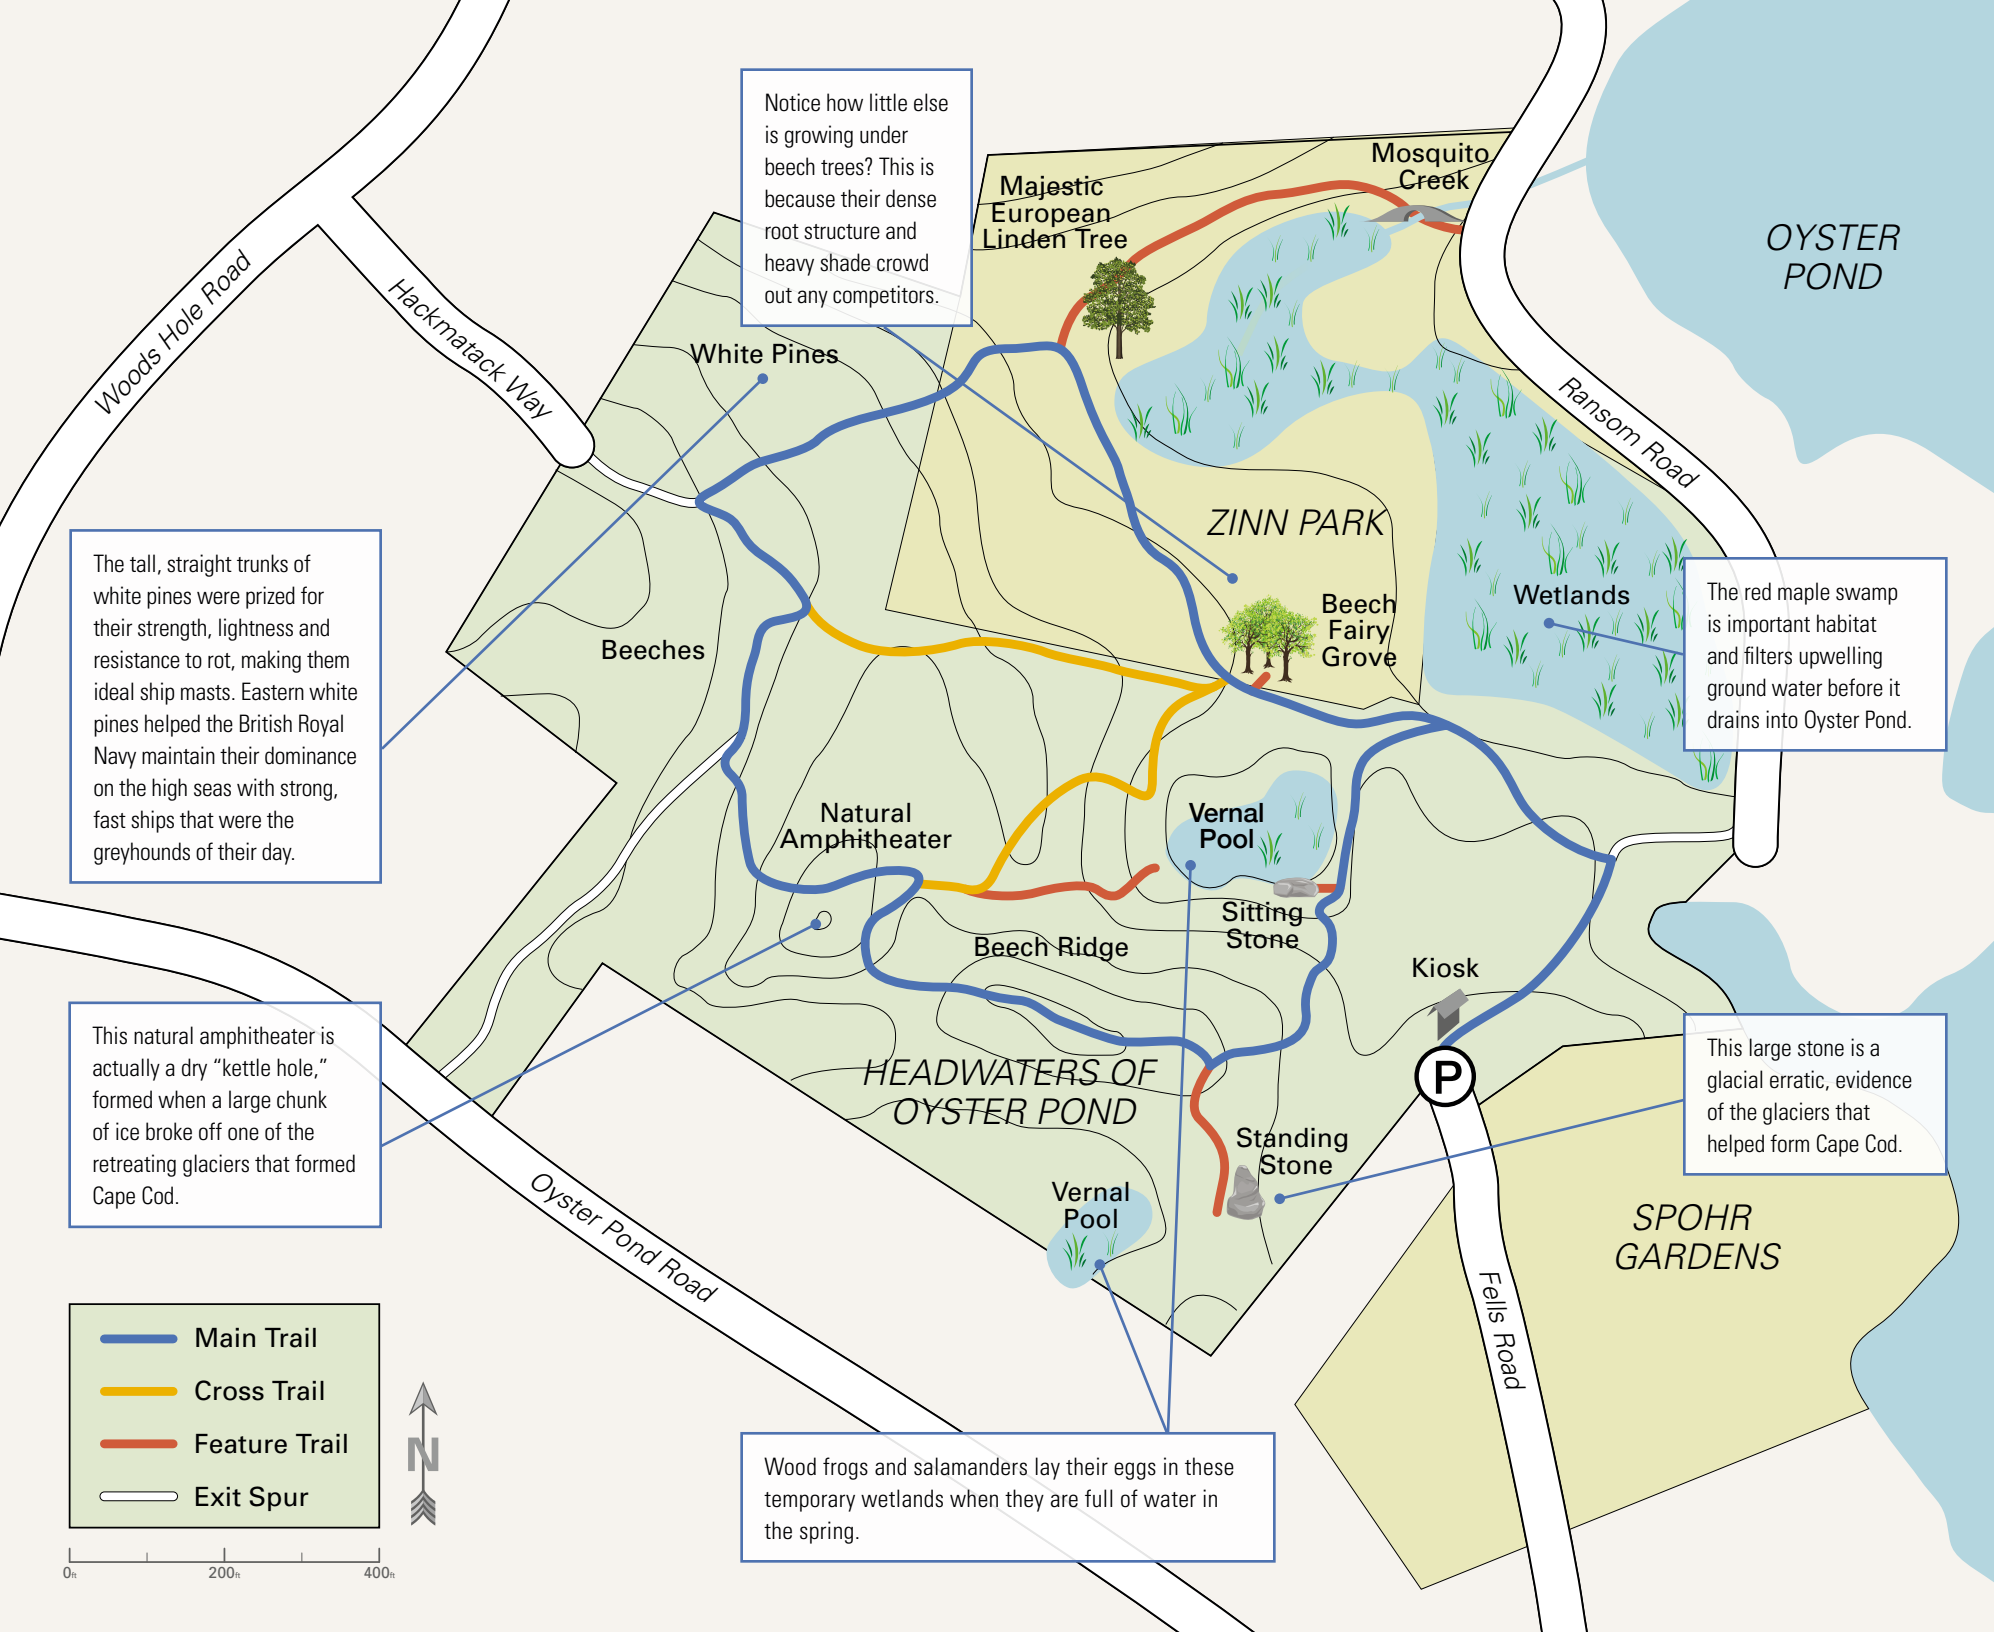 Notice how little else
is growing under
beech trees? This is
because their dense
root structure and
heavy shade crowd
out any competitors.
Mosquito
Creek
Majestic
European
Linden Tree
OYSTER
POND
Woods Hole Road
Hackmatack Way
White Pines
Ransom Road
ZINN PARK
The tall, straight trunks of
white pines were prized for
their strength, lightness and
resistance to rot, making them
ideal ship masts. Eastern white
pines helped the British Royal
Navy maintain their dominance
on the high seas with strong,
fast ships that were the
greyhounds of their day.
Beeches
Beech
Fairy
Grove
Wetlands
The red maple swamp
is important habitat
and filters upwelling
ground water before it
drains into Oyster Pond.
Natural
Amphitheater
Vernal
Pool
Sitting
Stone
Beech Ridge
Kiosk
P
This natural amphitheater is
actually a dry “kettle hole,”
formed when a large chunk
of ice broke off one of the
retreating glaciers that formed
Cape Cod.
HEADWATERS OF
OYSTER POND
This large stone is a
glacial erratic, evidence
of the glaciers that
helped form Cape Cod.
Standing
Stone
Vernal
Pool
Oyster Pond Road
SPOHR
GARDENS
Fells Road
Main Trail
Cross Trail
Feature Trail
Exit Spur
N
0ft 200ft 400ft
Wood frogs and salamanders lay their eggs in these
temporary wetlands when they are full of water in
the spring.